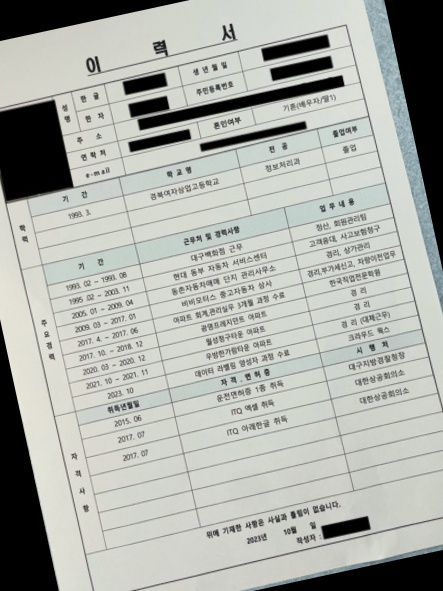 이 력 서
성명 한 글 생 년 월 일
한 자 주민등록번호
주 소
연 락 처 혼인여부 기혼(배우자/딸1)
e-mail
학력 기 간 학 교 명 전 공 졸업여부
1993. 3. 경북여자상업고등학교 정보처리과 졸업
주요경력 기 간 근무처 및 경력사항 업 무 내 용
1993. 02 ~ 1993. 08 대구백화점 근무 정산, 회원관리팀
1995 .02 ~ 2003. 11 현대 동부 자동차 서비스센터 고객응대, 사고보험청구
2005. 01 ~ 2009. 04 동촌자동차매매 단지 관리사무소 경리, 상가관리
2009. 03 ~ 2017. 01 비바모터스 중고자동차 상사 경리,부가세신고, 차량이전업무
2017. 4. ~ 2017. 06 아파트 회계,관리실무 3개월 과정 수료 한국직업전문학원
2017. 10. ~ 2018. 12 광명프레지던트 아파트 경 리
2020. 03 ~ 2020. 12 월성청구타운 아파트 경 리
2021. 10 ~ 2021. 11 우방한가람타운 아파트 경 리 (대체근무)
2023. 10 데이터 라벨링 양성차 과정 수료 크라우드 웍스
자격사항 취득년월일 자 격 . 면 허 증 시 행 처
2015. 06 운전면허증 1종 취득 대구지방경찰청장
2017. 07 ITQ 엑셀 취득 대한상공회의소
2017. 07 ITQ 아래한글 취득 대한상공회의소
위에 기재한 사항은 사실과 틀림이 없습니다.
2023년 10월 일
작성자 :